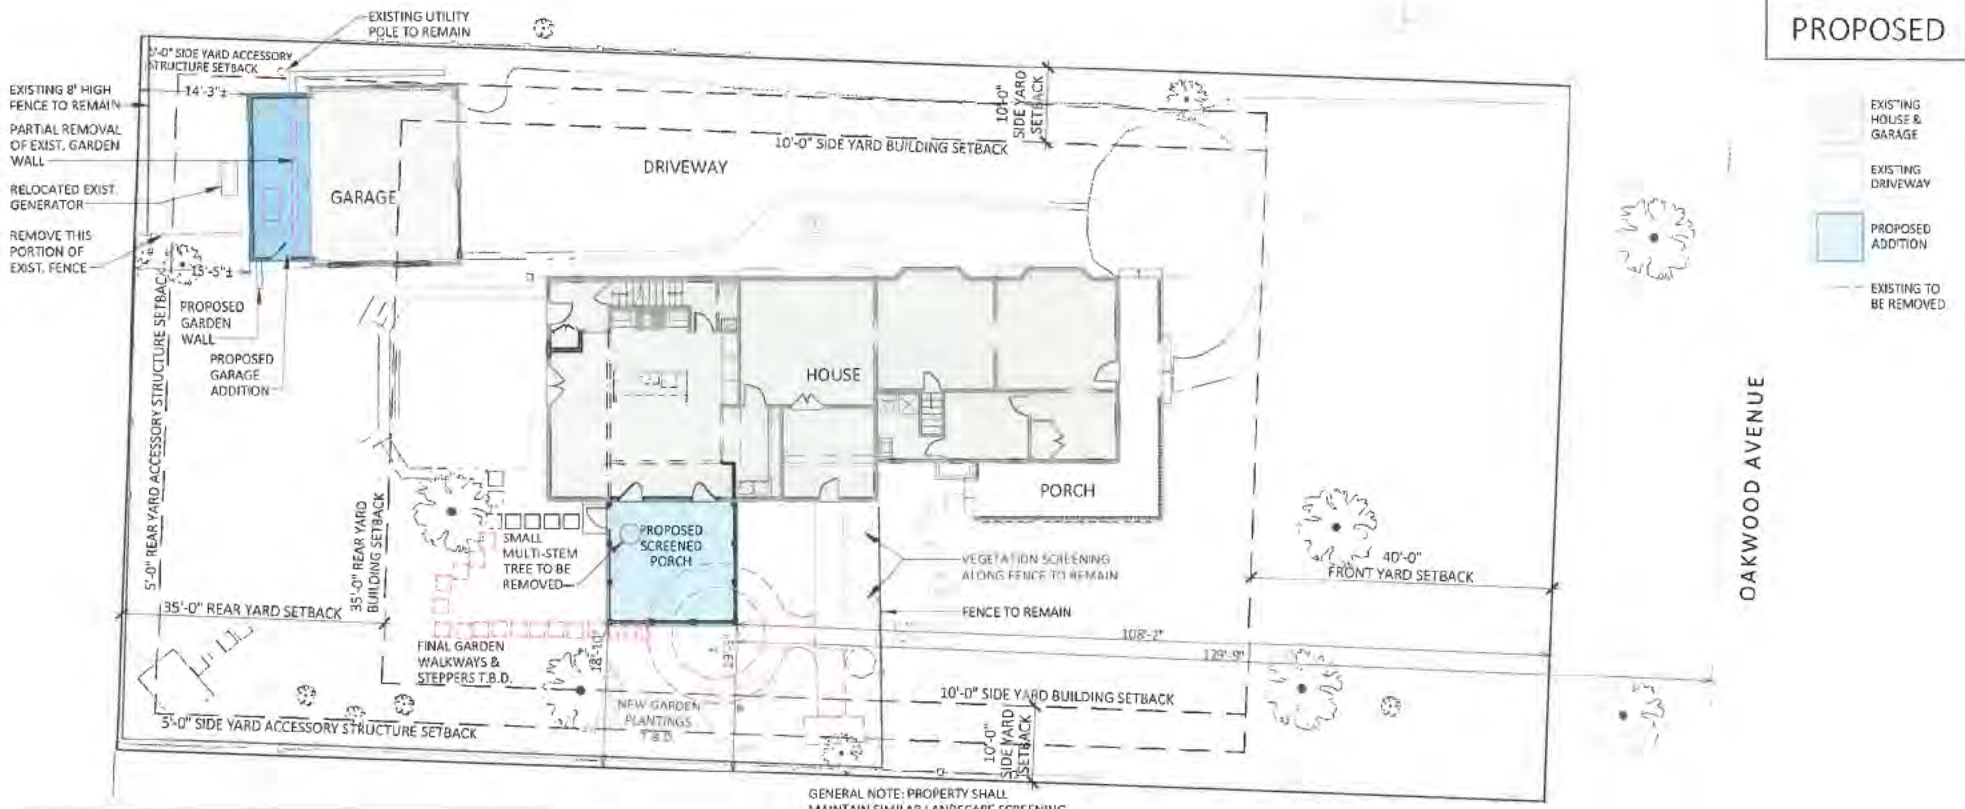 PROPOSED
EXISTING UTILITY
POLE TO REMAIN
5'-0" SIDE YARD ACCESSORY
STRUCTURE SETBACK
14'-3"±
EXISTING 8' HIGH
FENCE TO REMAIN
PARTIAL REMOVAL
OF EXIST. GARDEN
WALL
RELOCATED EXIST.
GENERATOR
REMOVE THIS
PORTION OF
EXIST. FENCE
GARAGE
DRIVEWAY
10'-0"
SIDE YARD
SETBACK
10'-0" SIDE YARD BUILDING SETBACK
EXISTING
HOUSE &
GARAGE
EXISTING
DRIVEWAY
PROPOSED
ADDITION
EXISTING TO
BE REMOVED
PROPOSED
GARDEN
WALL
PROPOSED
GARAGE
ADDITION
5'-0" REAR YARD ACCESSORY STRUCTURE SETBACK
35'-0" REAR YARD
BUILDING SETBACK
HOUSE
PORCH
OAKWOOD AVENUE
SMALL
MULTI-STEM
TREE TO BE
REMOVED
PROPOSED
SCREENED
PORCH
VEGETATION SCREENING
ALONG FENCE TO REMAIN
FENCE TO REMAIN
40'-0"
FRONT YARD SETBACK
35'-0" REAR YARD SETBACK
108'-2"
129'-9"
18'-10"
FINAL GARDEN
WALKWAYS &
STEPPERS T.B.D.
NEW GARDEN
PLANTINGS
T.B.D.
10'-0" SIDE YARD BUILDING SETBACK
5'-0" SIDE YARD ACCESSORY STRUCTURE SETBACK
10'-0"
SIDE YARD
SETBACK
GENERAL NOTE: PROPERTY SHALL
MAINTAIN SIMILAR LANDSCAPE SCREENING